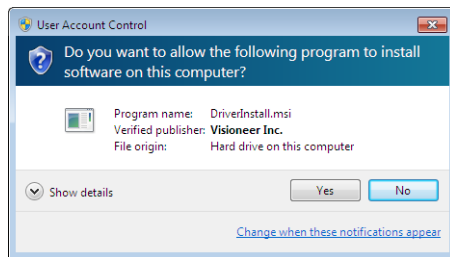 User Account Control
Do you want to allow the following program to install
software on this computer?
Program name: DriverInstall.msi
Verified publisher: Visioneer Inc.
File origin: Hard drive on this computer
Show details
Yes
No
Change when these notifications appear